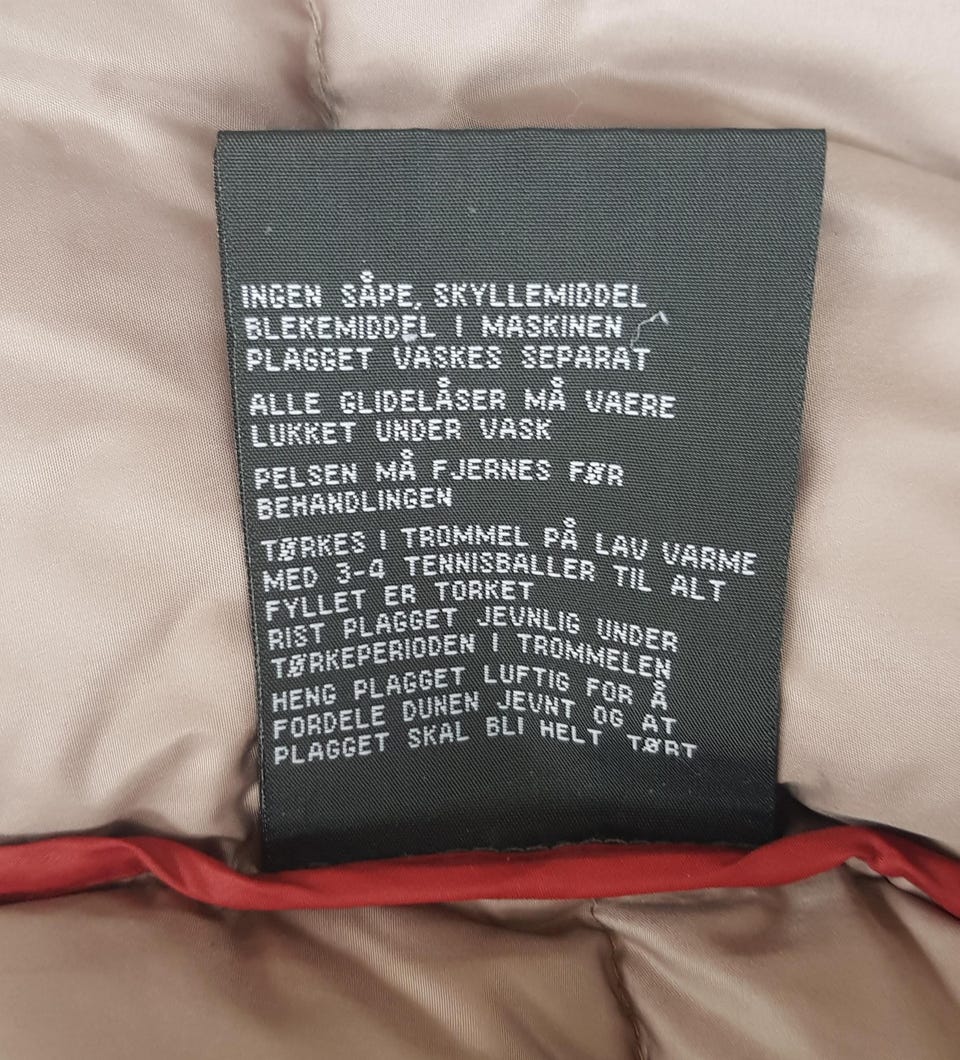 INGEN SÅPE, SKYLLEMIDDEL
BLEKEMIDDEL I MASKINEN
PLAGGET VASKES SEPARAT
ALLE GLIDELÅSER MÅ VAERE
LUKKET UNDER VASK
PELSEN MÅ FJERNES FØR
BEHANDLINGEN
TØRKES I TROMMEL PÅ LAV VARME
MED 3-4 TENNISBALLER TIL ALT
FYLLET ER TORKET
RIST PLAGGET JEVNLIG UNDER
TØRKEPERIODEN I TROMMELEN
HENG PLAGGET LUFTIG FOR Å
FORDELE DUNEN JEVNT OG AT
PLAGGET SKAL BLI HELT TØRT